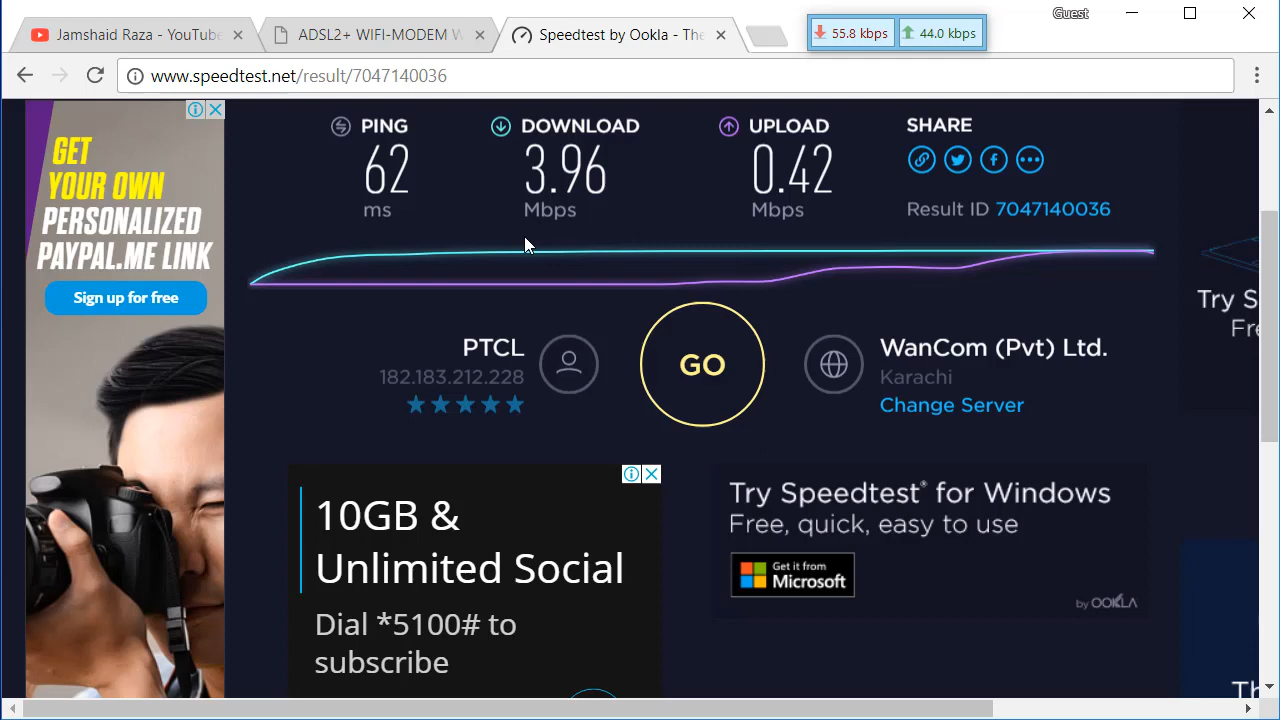 Guest
Jamshaid Raza - YouTube
ADSL2+ WIFI-MODEM W
Speedtest by Ookla - The
55.8 kbps
44.0 kbps
www.speedtest.net/result/7047140036
GET
YOUR OWN
PERSONALIZED
PAYPAL.ME LINK
Sign up for free
PING
62
ms
DOWNLOAD
3.96
Mbps
UPLOAD
0.42
Mbps
SHARE
Result ID 7047140036
PTCL
182.183.212.228
GO
WanCom (Pvt) Ltd.
Karachi
Change Server
Try S
Fre
10GB &
Unlimited Social
Dial *5100# to
subscribe
Try Speedtest® for Windows
Free, quick, easy to use
Get it from
Microsoft
by OOKLA
Th